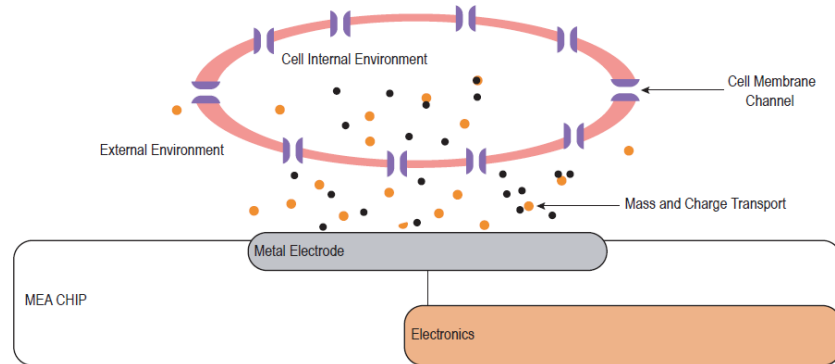 Cell Internal Environment
Cell Membrane
Channel
External Environment
Mass and Charge Transport
Metal Electrode
MEA CHIP
Electronics